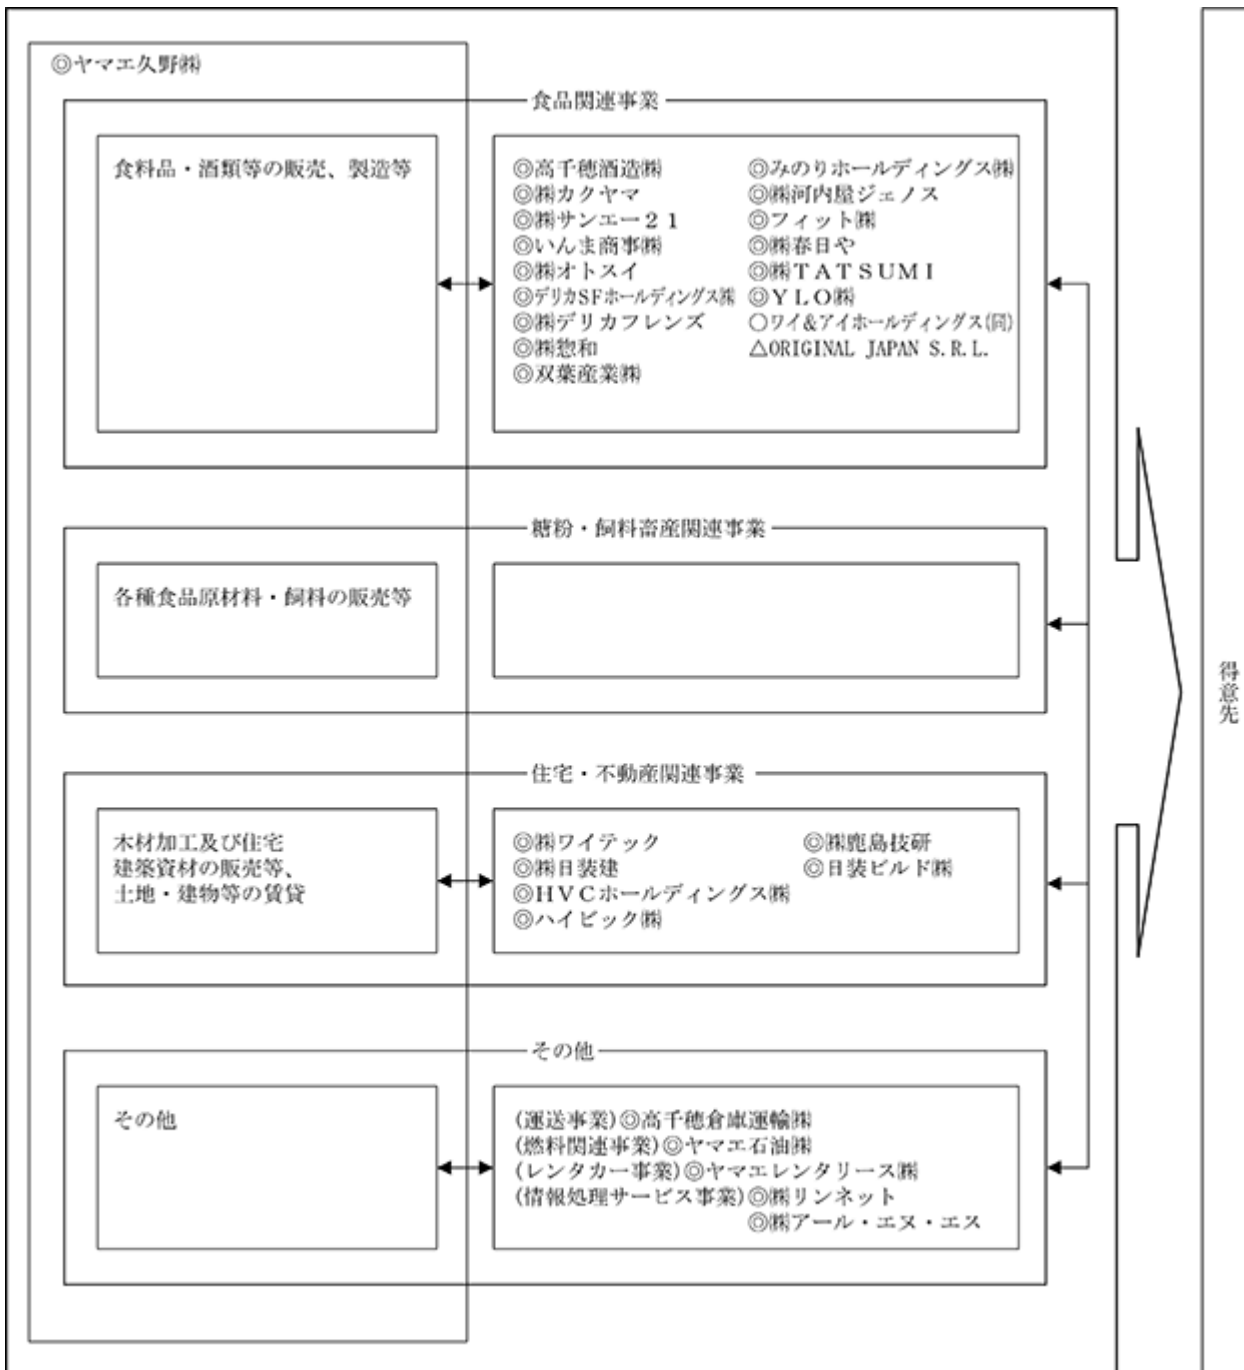 ◎ヤマエ久野㈱
食品関連事業
食料品・酒類等の販売、製造等
◎高千穂酒造㈱
◎㈱カクヤマ
◎㈱サンエー２１
◎いんま商事㈱
◎㈱オトスイ
◎デリカSFホールディングス㈱
◎㈱デリカフレンズ
◎㈱惣和
◎双葉産業㈱
◎みのりホールディングス㈱
◎㈱河内屋ジェノス
◎フィット㈱
◎㈱春日や
◎㈱ＴＡＴＳＵＭＩ
◎ＹＬＯ㈱
○ワイ&アイホールディングス(同)
△ORIGINAL JAPAN S.R.L.
糖粉・飼料畜産関連事業
各種食品原材料・飼料の販売等
住宅・不動産関連事業
木材加工及び住宅
建築資材の販売等、
土地・建物等の賃貸
◎㈱ワイテック
◎㈱日装建
◎ＨＶＣホールディングス㈱
◎ハイビック㈱
◎㈱鹿島技研
◎日装ビルド㈱
その他
その他
(運送事業)◎高千穂倉庫運輸㈱
(燃料関連事業)◎ヤマエ石油㈱
(レンタカー事業)◎ヤマエレンタリース㈱
(情報処理サービス事業)◎㈱リンネット
◎㈱アール・エヌ・エス
得意先